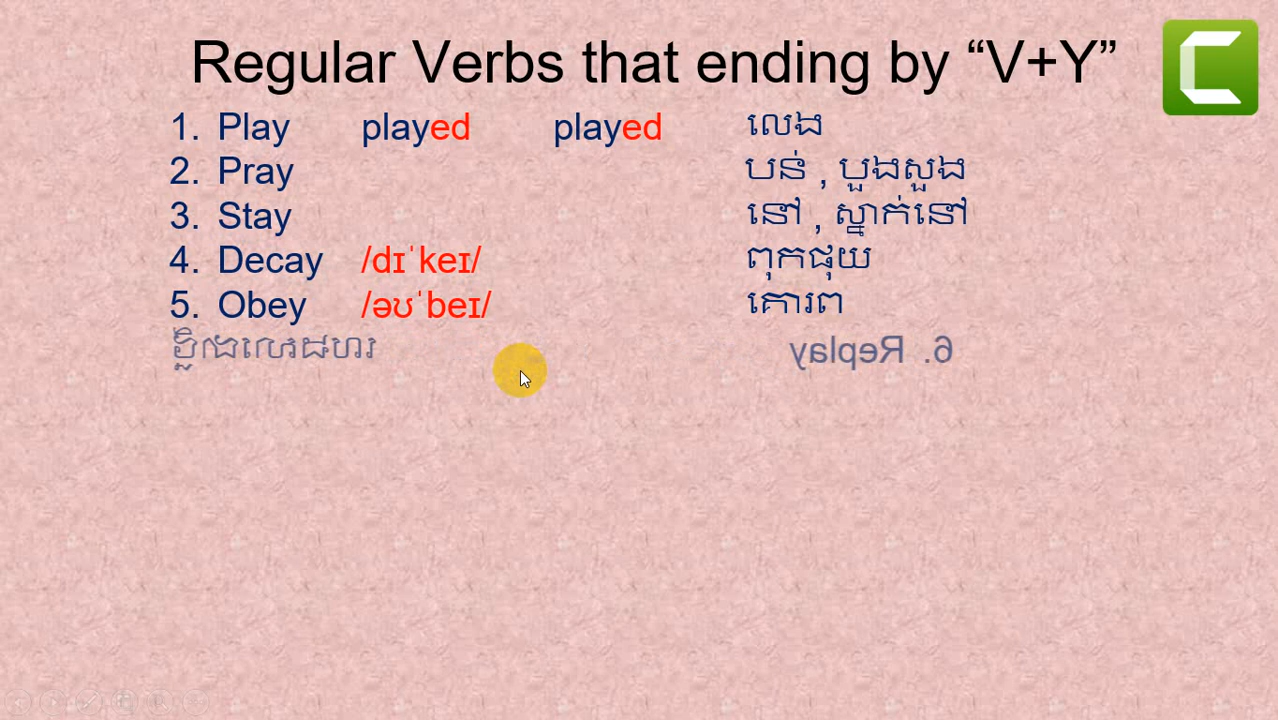 Regular Verbs that ending by “V+Y”
1. Play played played លេង
2. Pray បន់ , បួងសួង
3. Stay នៅ , ស្នាក់នៅ
4. Decay /dɪˈkeɪ/ ពុកផុយ
5. Obey /əʊˈbeɪ/ គោរព
6. Replay